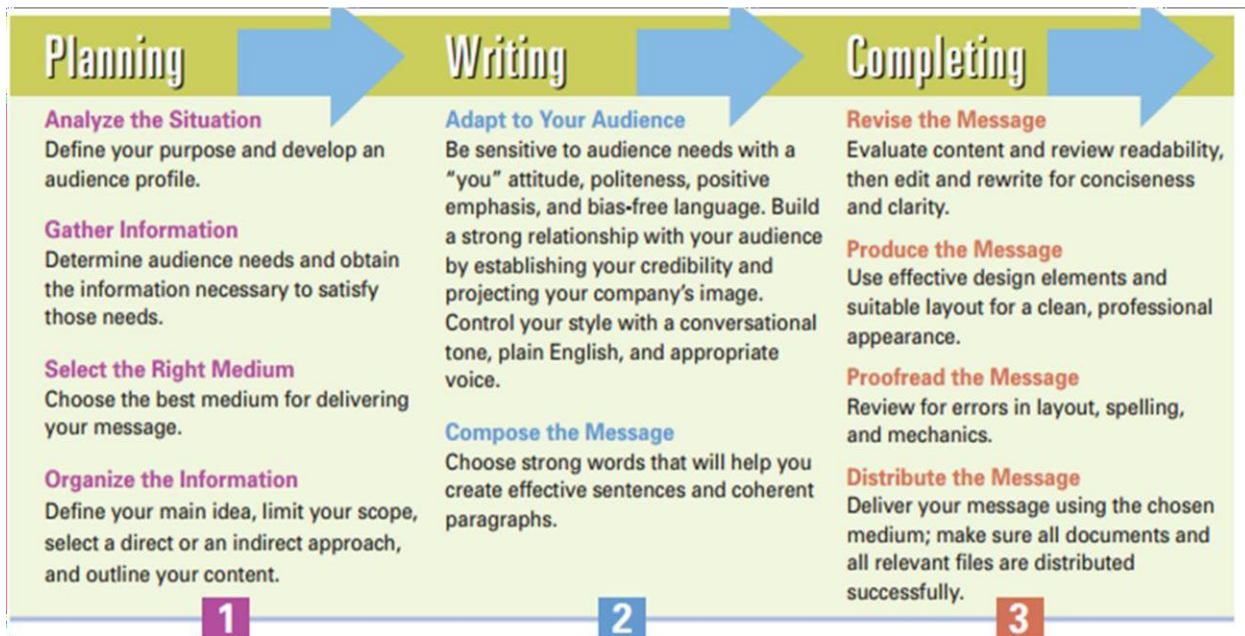 Planning
Analyze the Situation
Define your purpose and develop an
audience profile.
Gather Information
Determine audience needs and obtain
the information necessary to satisfy
those needs.
Select the Right Medium
Choose the best medium for delivering
your message.
Organize the Information
Define your main idea, limit your scope,
select a direct or an indirect approach,
and outline your content.
1
Writing
Adapt to Your Audience
Be sensitive to audience needs with a
“you” attitude, politeness, positive
emphasis, and bias-free language. Build
a strong relationship with your audience
by establishing your credibility and
projecting your company’s image.
Control your style with a conversational
tone, plain English, and appropriate
voice.
Compose the Message
Choose strong words that will help you
create effective sentences and coherent
paragraphs.
2
Completing
Revise the Message
Evaluate content and review readability,
then edit and rewrite for conciseness
and clarity.
Produce the Message
Use effective design elements and
suitable layout for a clean, professional
appearance.
Proofread the Message
Review for errors in layout, spelling,
and mechanics.
Distribute the Message
Deliver your message using the chosen
medium; make sure all documents and
all relevant files are distributed
successfully.
3